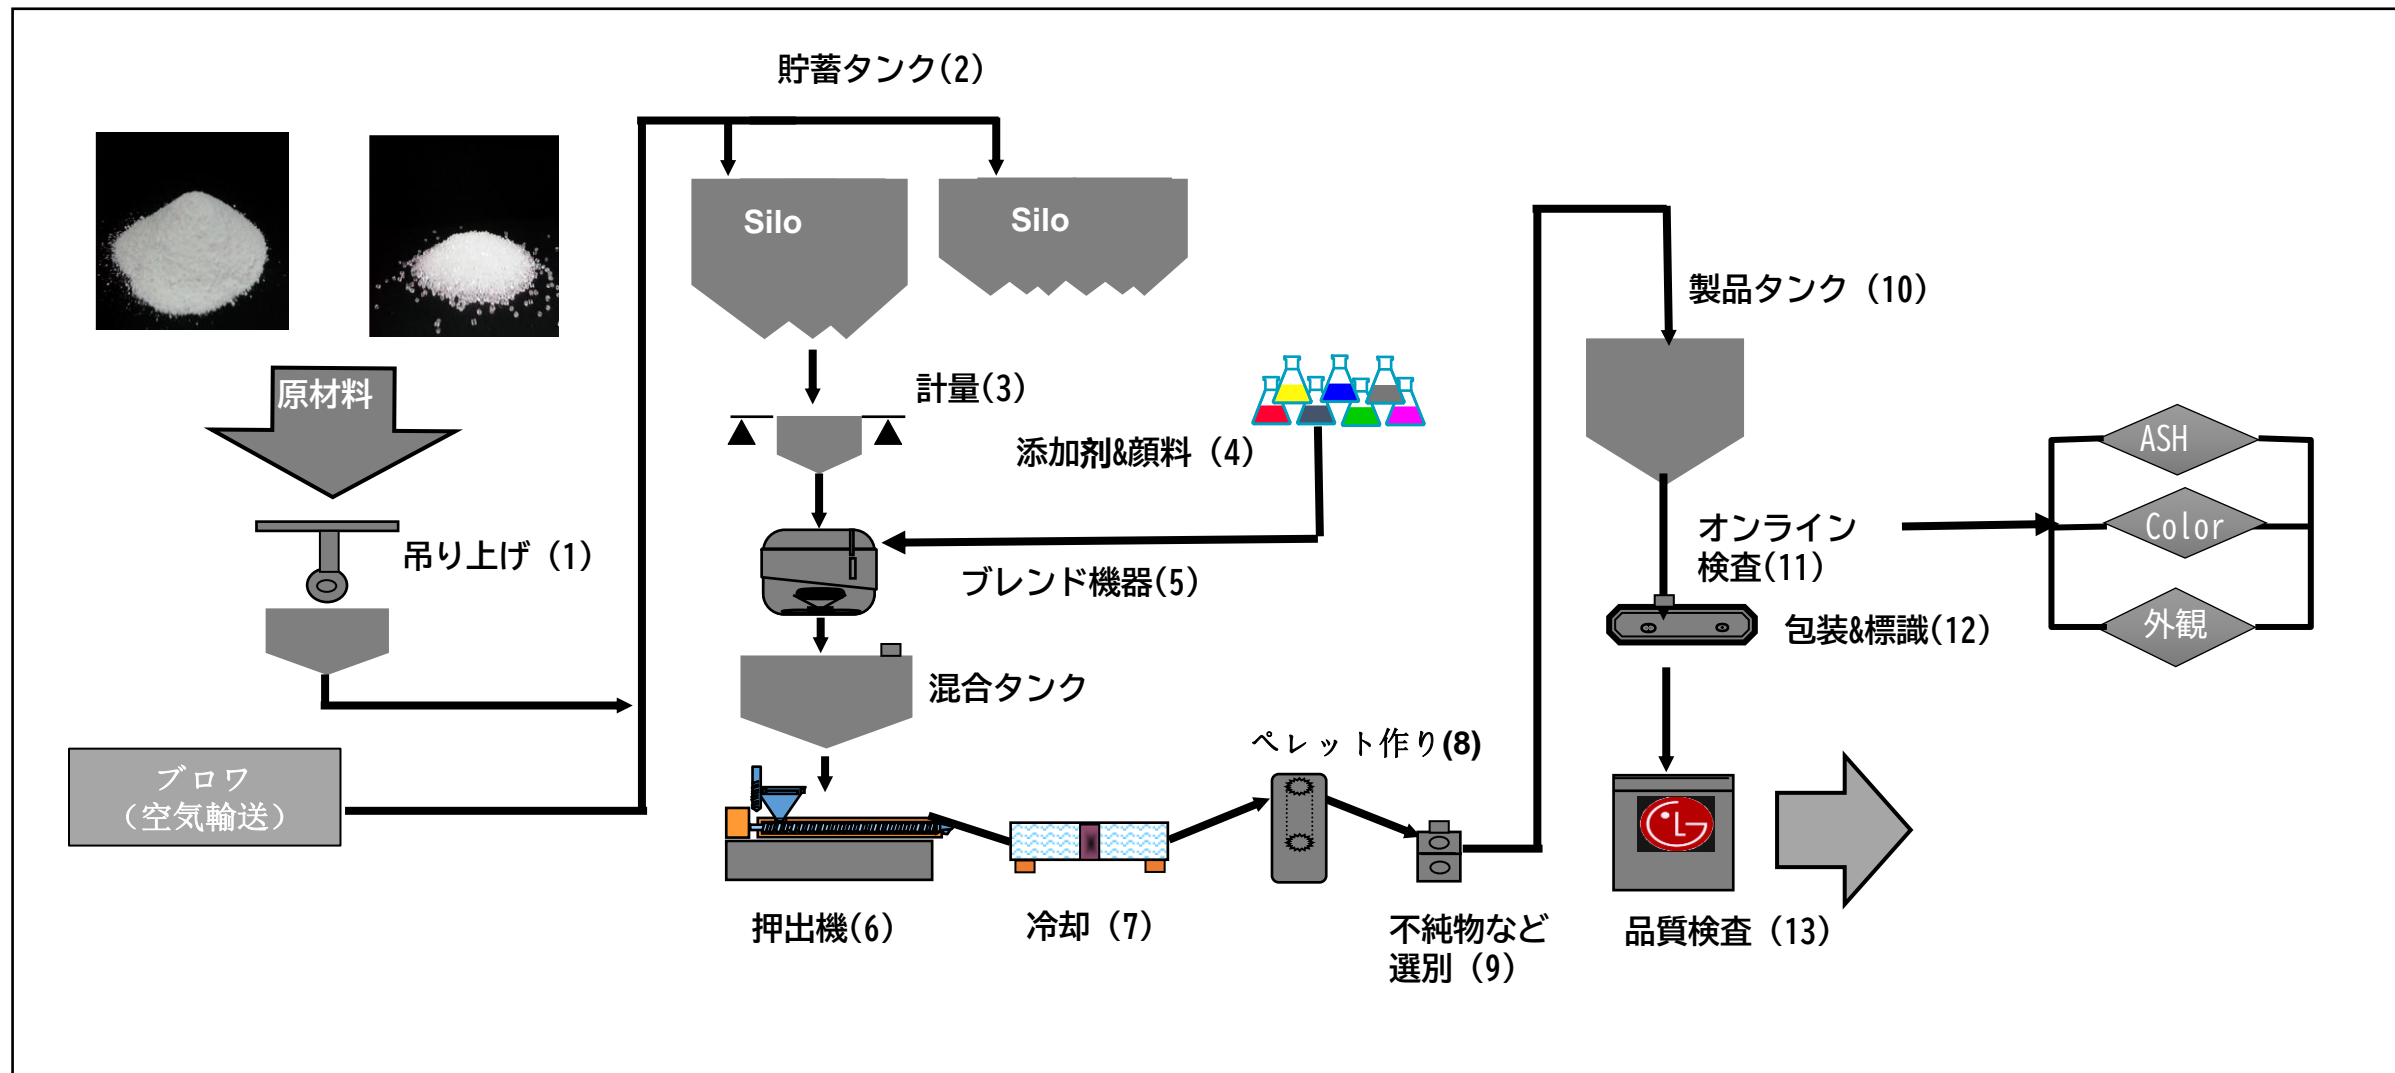 貯蓄タンク(2)
Silo
Silo
原材料
吊り上げ (1)
ブロワ
(空気輸送)
計量(3)
添加剤&顔料 (4)
ブレンド機器(5)
混合タンク
押出機(6)
冷却 (7)
ペレット作り(8)
不純物など
選別 (9)
製品タンク (10)
オンライン
検査(11)
ASH
Color
外観
包装&標識(12)
LG
品質検査 (13)